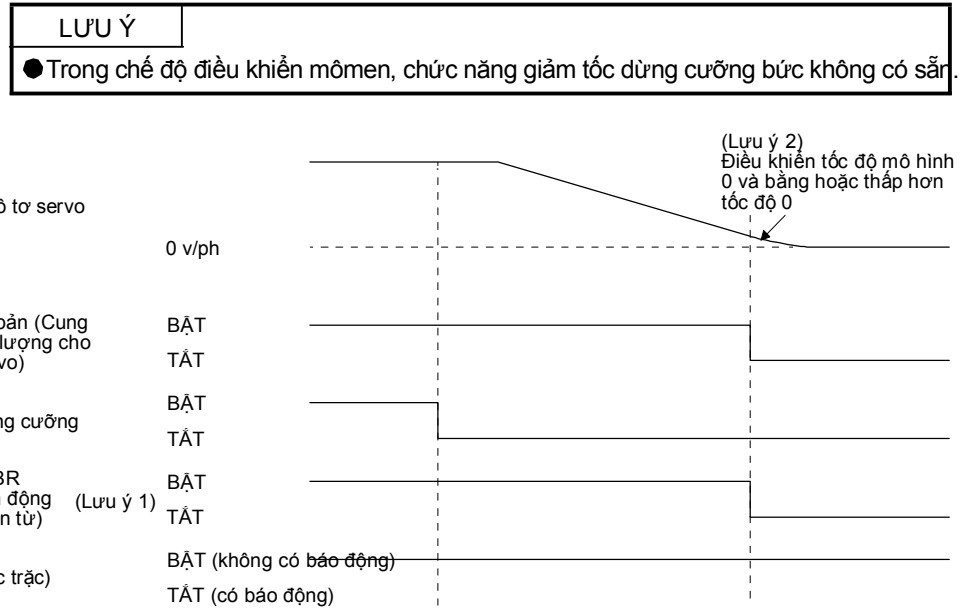 LƯU Ý
●Trong chế độ điều khiển mômen, chức năng giảm tốc dừng cưỡng bức không có sẵn.
(Lưu ý 2)
Điều khiển tốc độ mô hình
0 và bằng hoặc thấp hơn
tốc độ 0
tơ servo
0 v/ph
bản (Cung
lượng cho
vo)
BẬT
TẮT
ng cưỡng
BẬT
TẮT
BR
động
n từ)
(Lưu ý 1)
BẬT
TẮT
c trặc)
BẬT (không có báo động)
TẮT (có báo động)